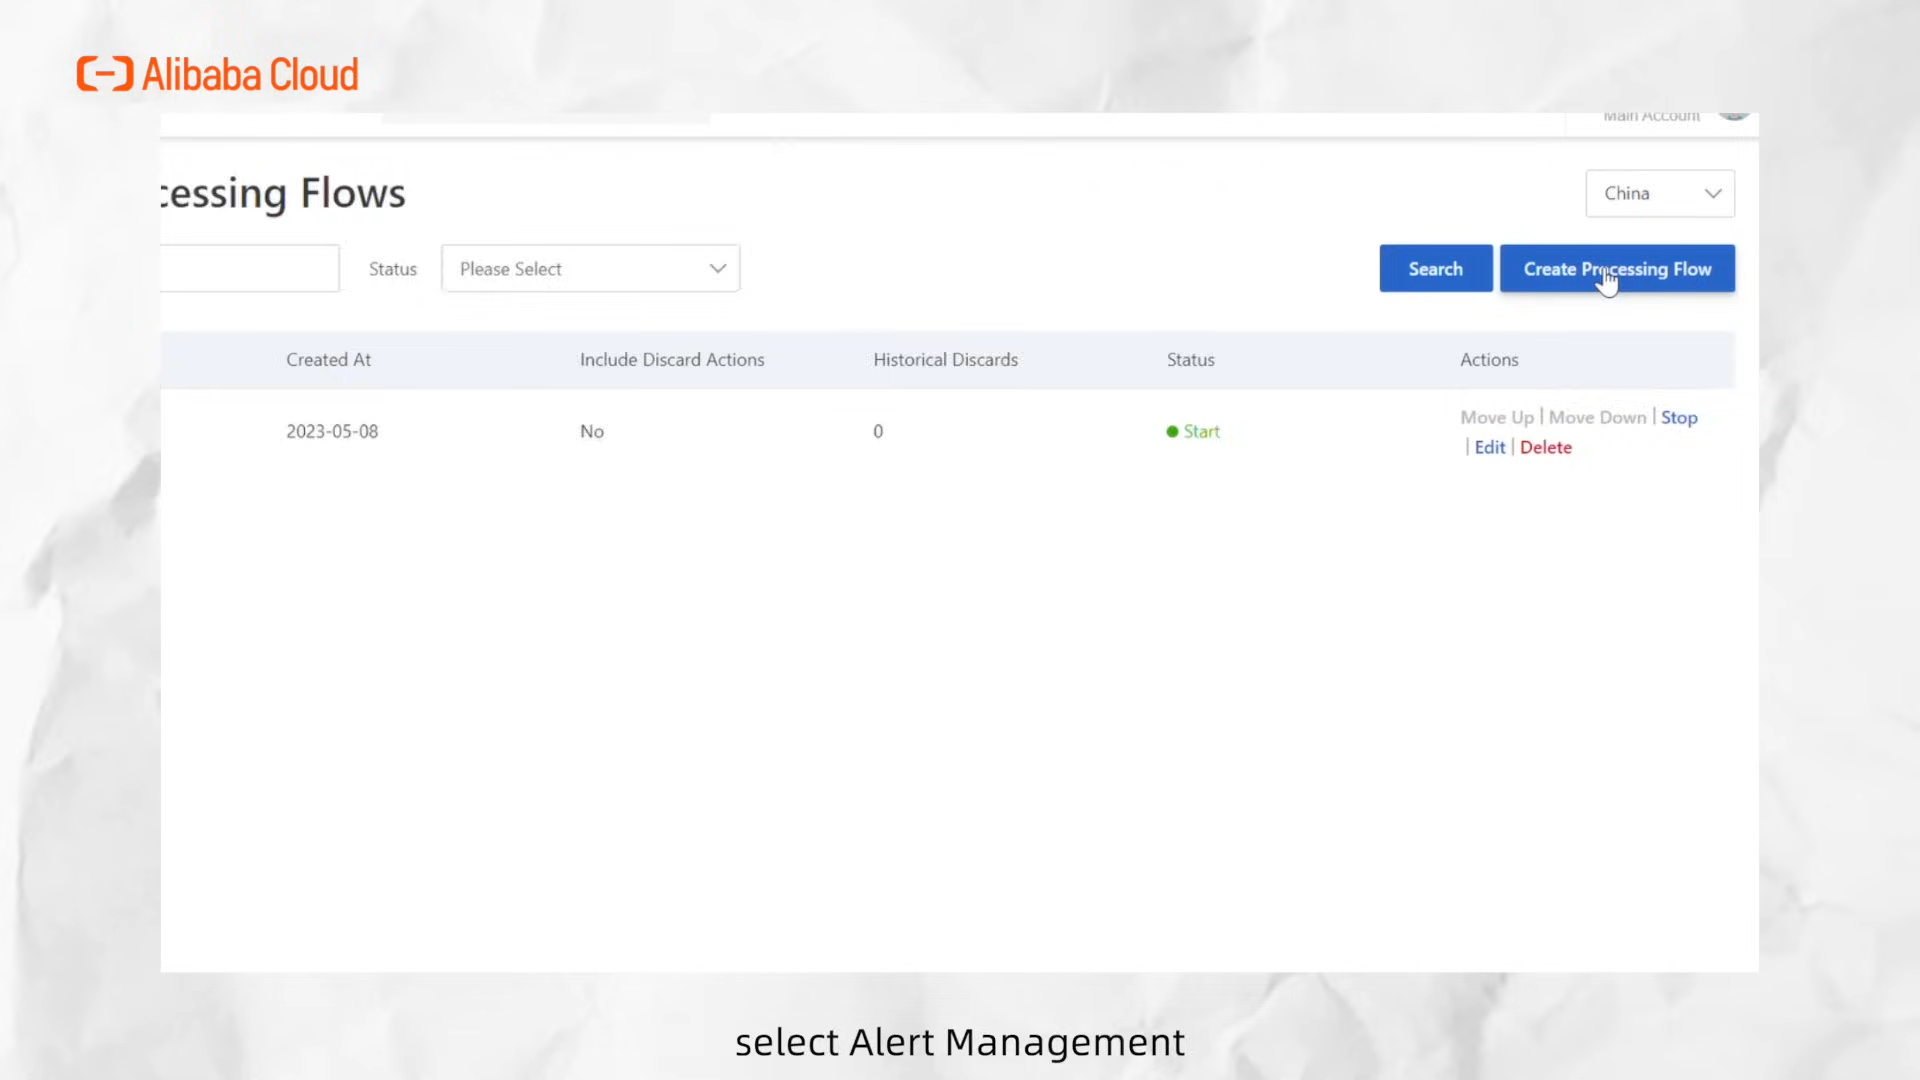 Alibaba Cloud
Main Account
cessing Flows
China
Status
Please Select
Search
Create Processing Flow
Created At
Include Discard Actions
Historical Discards
Status
Actions
2023-05-08
No
0
Start
Move Up | Move Down | Stop
| Edit | Delete
select Alert Management